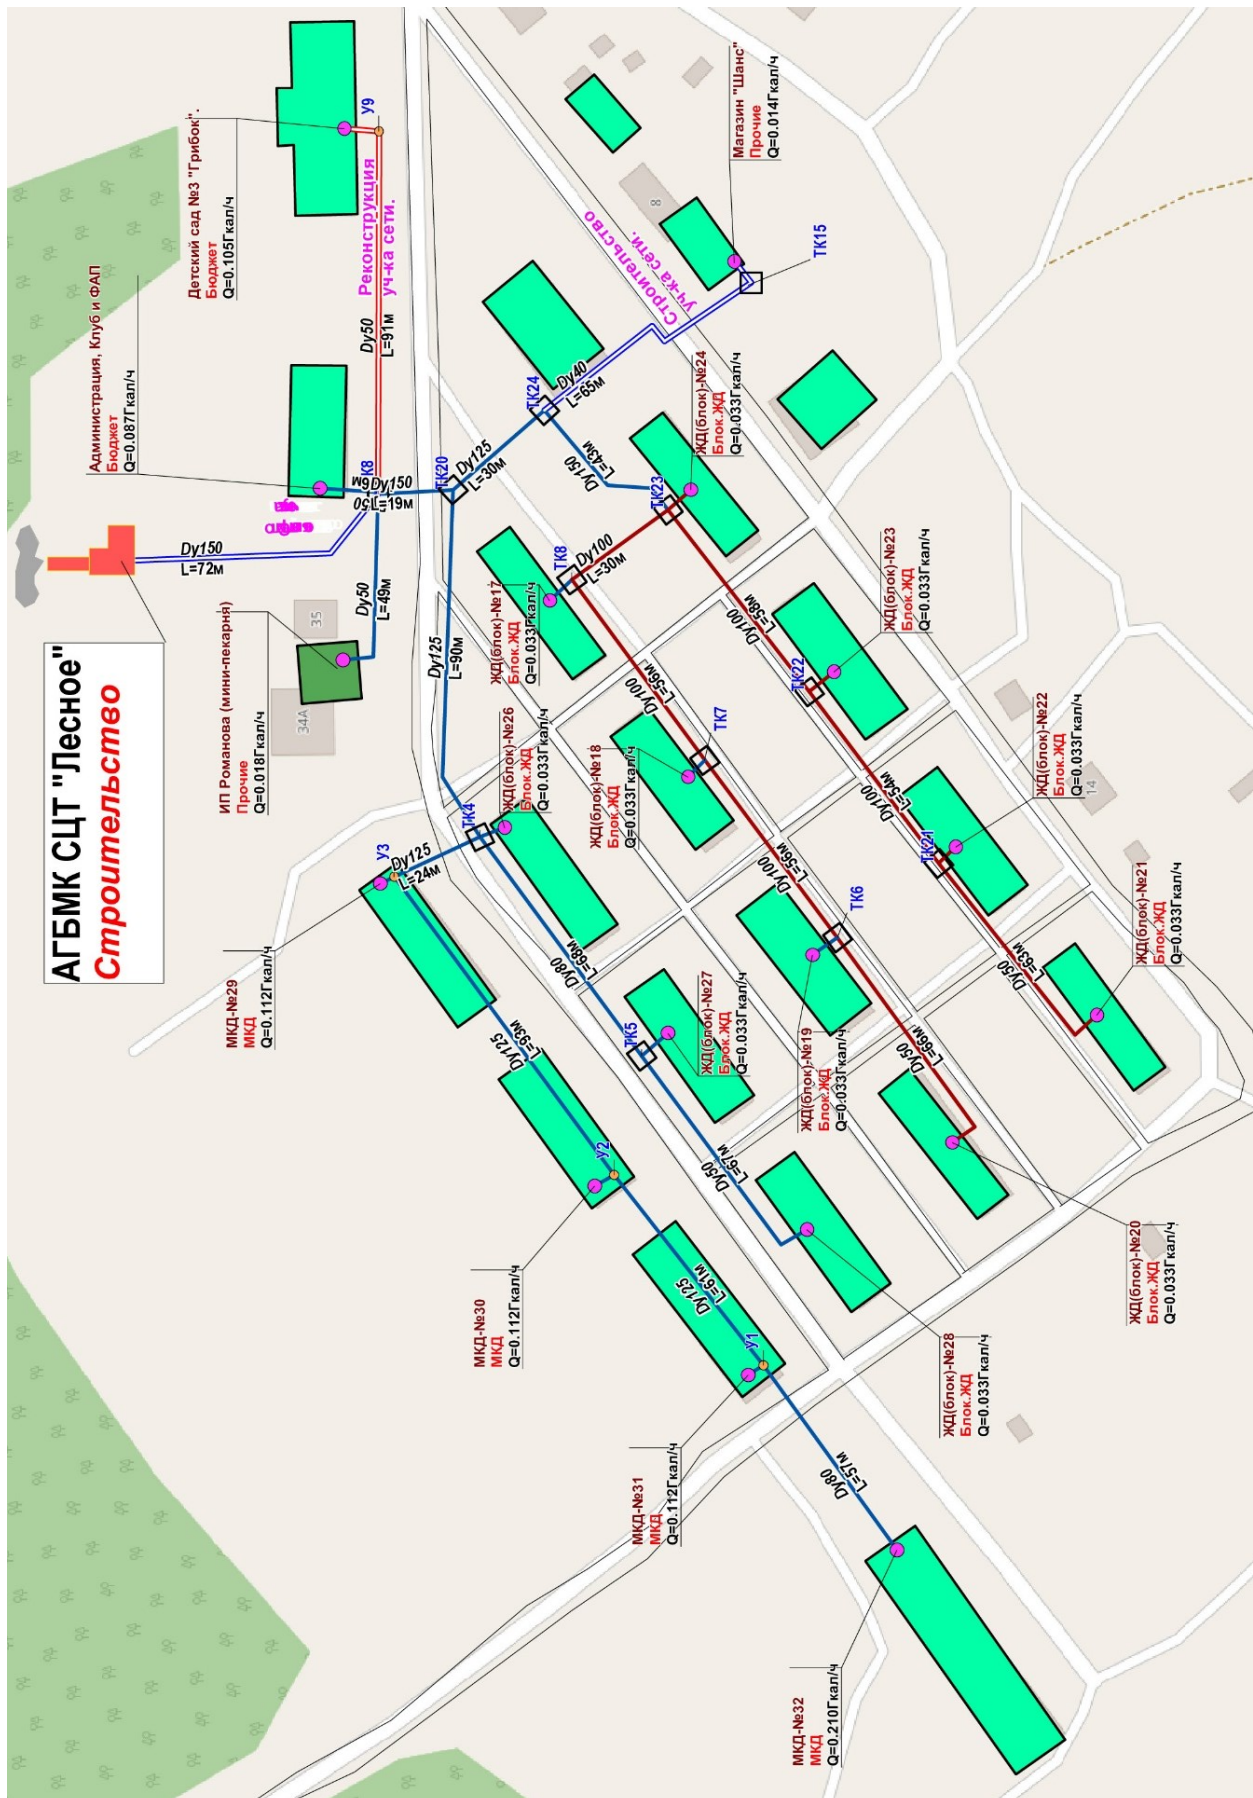 АГБМК СЦТ "Лесное"
Строительство
Администрация, Клуб и ФАП
Бюджет
Q=0.087Гкал/ч
Детский сад №3 "Грибок".
Бюджет
Q=0.105Гкал/ч
У9
Реконструкция
уч-ка сети.
Dy50
L=91м
Dy150
L=72м
Dy150
L=19м
ИП Романова (мини-пекарня)
Прочие
Q=0.018Гкал/ч
35
34А
Dy50
L=49м
ТК20
Dy125
L=30м
Dy125
L=90м
Магазин "Шанс"
Прочие
Q=0.014Гкал/ч
8
Строительство
уч-ка сети.
ТК15
ТК24
Dy40
L=65м
Dy150
L=43м
ТК23
ЖД(блок)-№24
Блок.ЖД
Q=0.033Гкал/ч
ТК8
Dy100
L=30м
ЖД(блок)-№17
Блок.ЖД
Q=0.033Гкал/ч
Dy100
L=58м
ЖД(блок)-№23
Блок.ЖД
Q=0.033Гкал/ч
ТК22
Dy100
L=56м
ТК7
ЖД(блок)-№18
Блок.ЖД
Q=0.033Гкал/ч
ЖД(блок)-№26
Блок.ЖД
Q=0.033Гкал/ч
ТК4
У3
Dy125
L=24м
МКД-№29
МКД
Q=0.112Гкал/ч
Dy100
L=54м
ЖД(блок)-№22
Блок.ЖД
Q=0.033Гкал/ч
14
ТК21
Dy100
L=56м
ТК6
ЖД(блок)-№19
Блок.ЖД
Q=0.033Гкал/ч
Dy80
L=68м
ТК5
ЖД(блок)-№27
Блок.ЖД
Q=0.033Гкал/ч
Dy125
L=93м
У2
МКД-№30
МКД
Q=0.112Гкал/ч
Dy50
L=63м
ЖД(блок)-№21
Блок.ЖД
Q=0.033Гкал/ч
Dy50
L=66м
ЖД(блок)-№20
Блок.ЖД
Q=0.033Гкал/ч
Dy50
L=67м
ЖД(блок)-№28
Блок.ЖД
Q=0.033Гкал/ч
Dy125
L=61м
У1
МКД-№31
МКД
Q=0.112Гкал/ч
Dy80
L=57м
МКД-№32
МКД
Q=0.210Гкал/ч